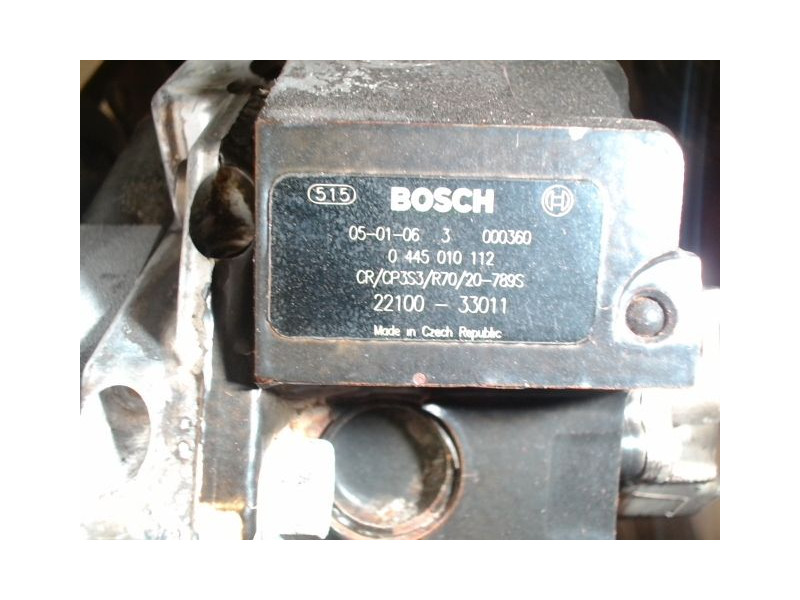 515 BOSCH
05-01-06 3 000360
0 445 010 112
CR/CP3S3/R70/20-789S
22100 - 33011
Made in Czech Republic